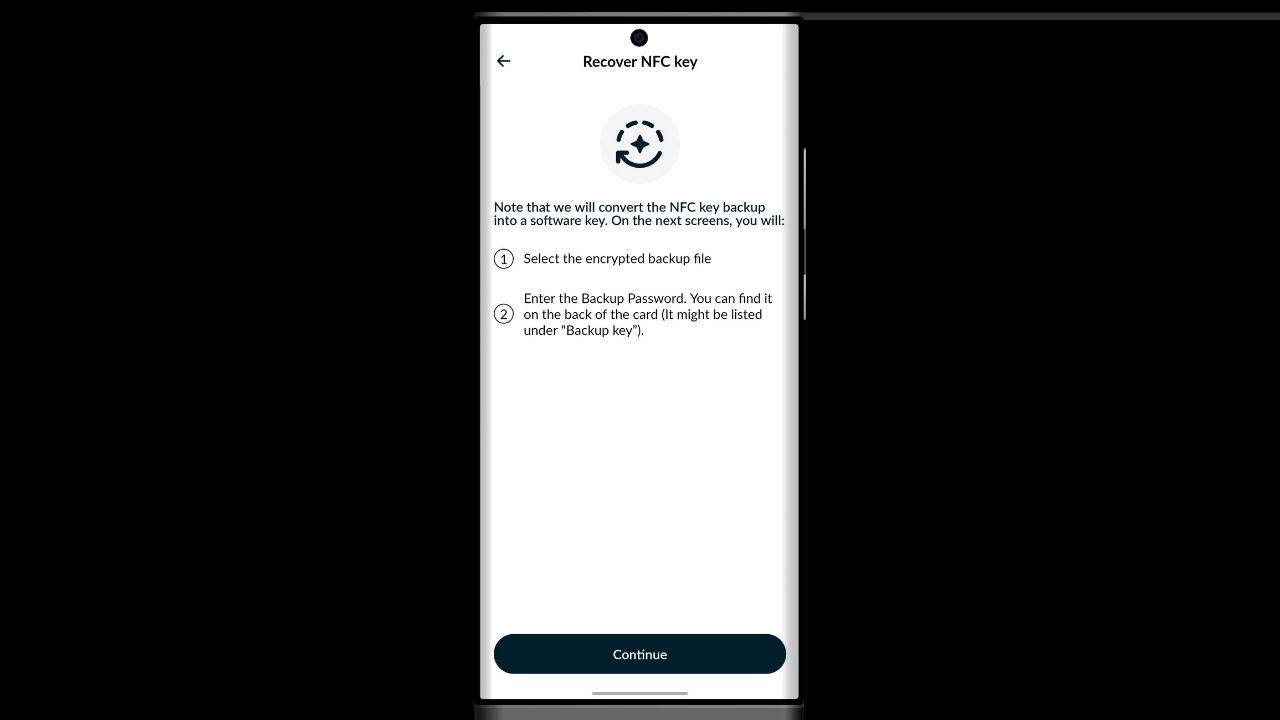 Recover NFC key
Note that we will convert the NFC key backup
into a software key. On the next screens, you will:
1 Select the encrypted backup file
Enter the Backup Password. You can find it
2 on the back of the card (It might be listed
under “Backup key”).
Continue